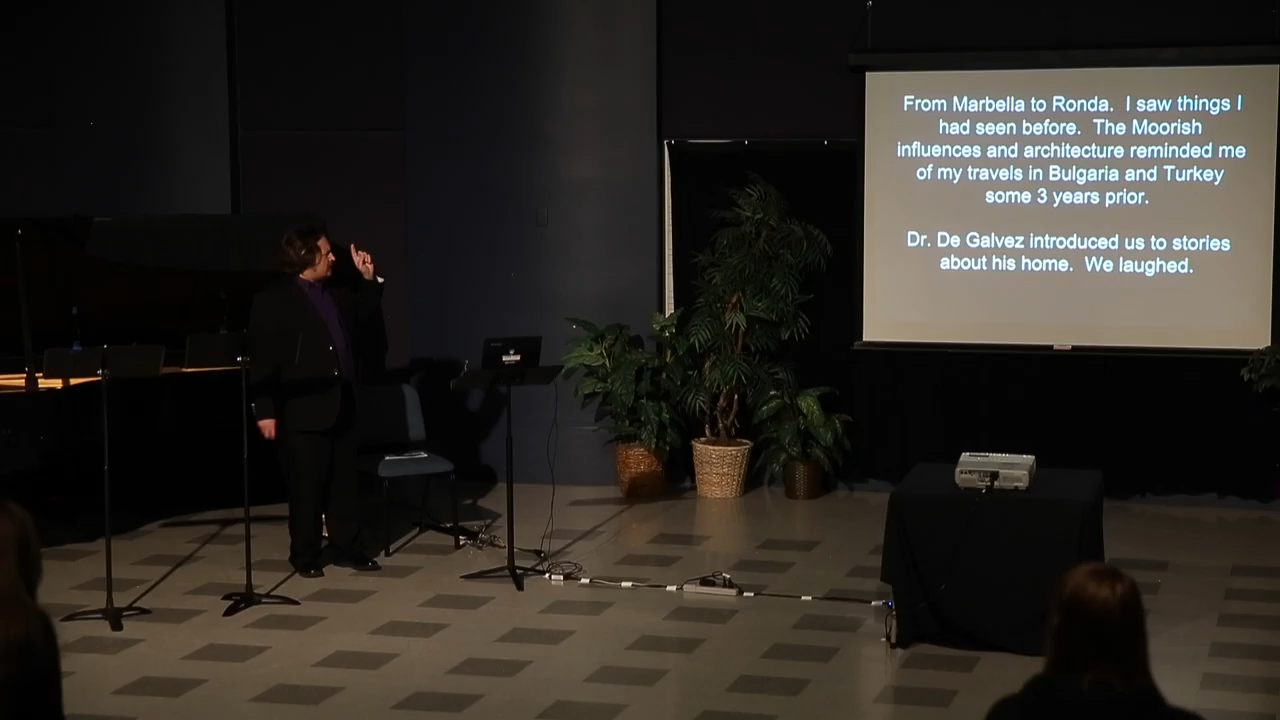 From Marbella to Ronda.  I saw things I
had seen before.  The Moorish
influences and architecture reminded me
of my travels in Bulgaria and Turkey
some 3 years prior.
Dr. De Galvez introduced us to stories
about his home.  We laughed.